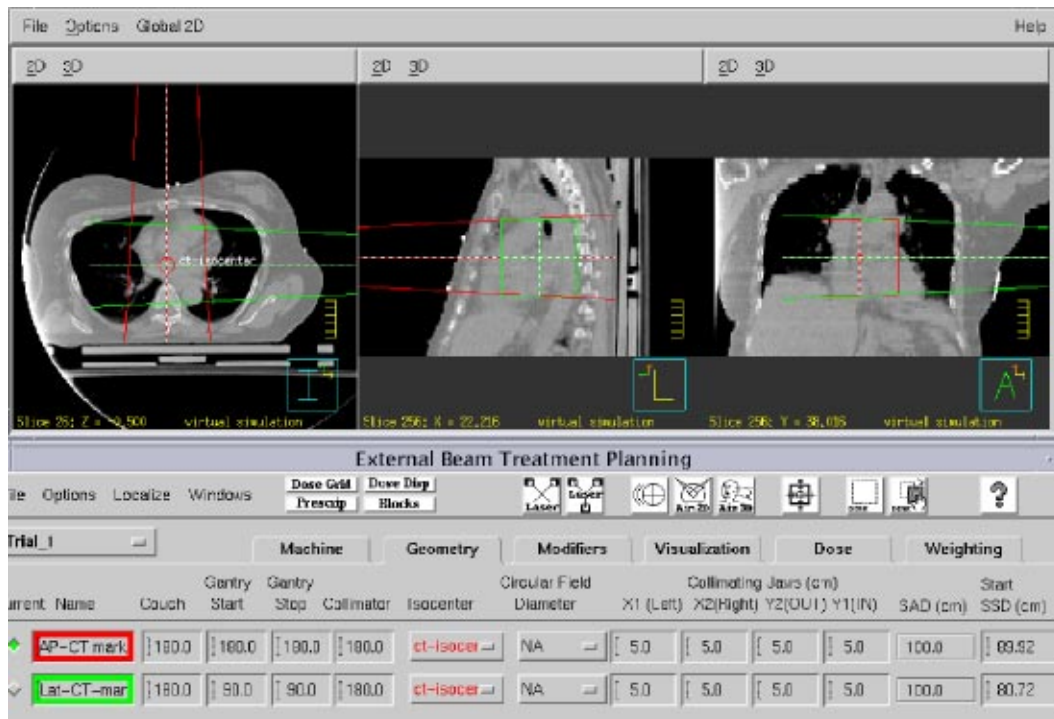 File Options Global 2D Help
2D 3D 2D 3D 2D 3D
ct-isocenter
I L A
Slice 26: Z = -0.500 virtual simulation Slice 256: X = 22.216 virtual simulation Slice 256: Y = 38.016 virtual simulation
External Beam Treatment Planning
ile Options Localize Windows Dose Grid Dose Disp
Prescrip Blocks Laser Laser
Trial_1 Machine Geometry Modifiers Visualization Dose Weighting
Gantry Gantry Circular Field Collimating Jaws (cm) Start
urrent Name Couch Start Stop Collimator Isocenter Diameter X1 (Left) X2(Right) Y2(OUT) Y1(IN) SAD (cm) SSD (cm)
AP-CT mark 180.0 180.0 180.0 180.0 ct-isocer NA 5.0 5.0 5.0 5.0 100.0 89.92
Lat-CT-mar 180.0 90.0 90.0 180.0 ct-isocer NA 5.0 5.0 5.0 5.0 100.0 80.72